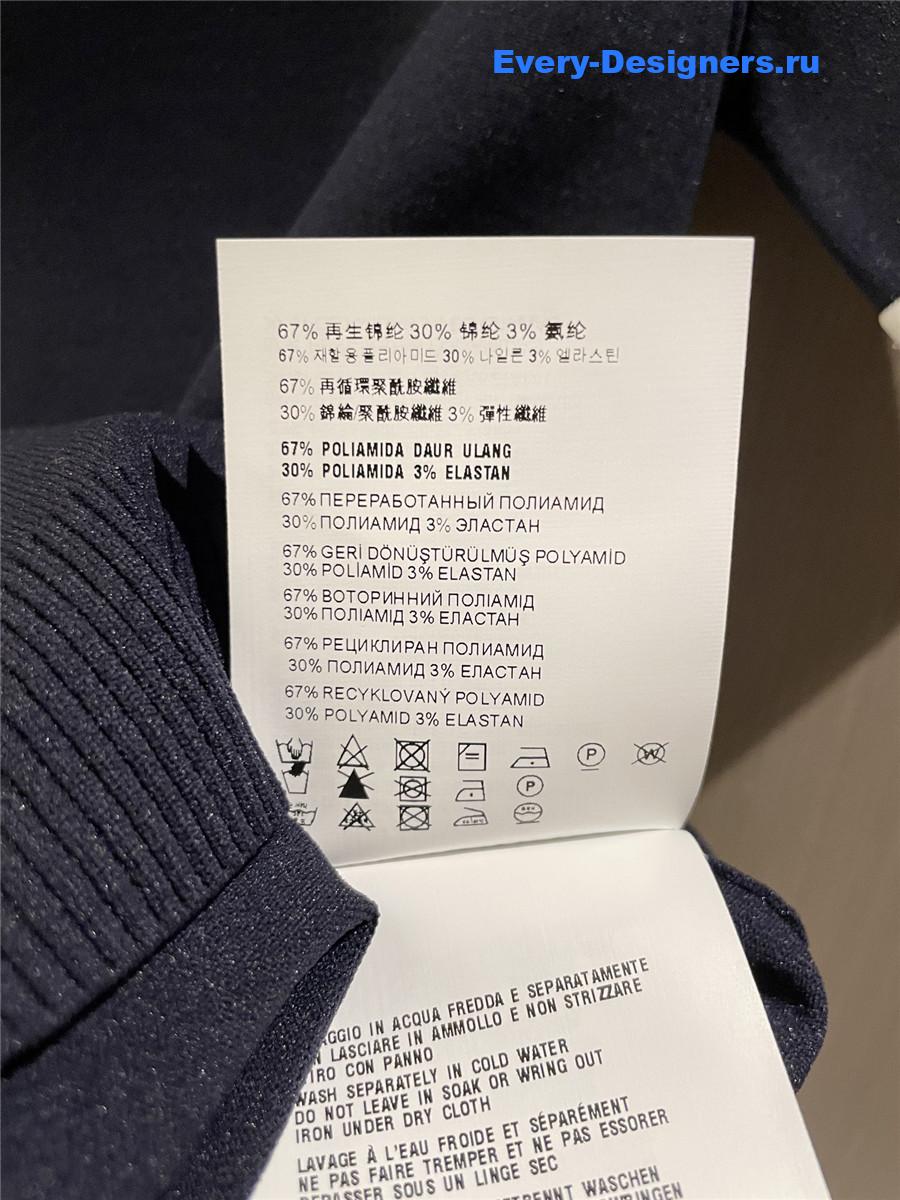 Every-Designers.ru
67% 再生锦纶 30% 锦纶 3% 氨纶
67% 재할용폴리아미드 30% 나일론 3% 엘라스틴
67% 再循環聚酰胺纖維
30% 錦綸/聚酰胺纖維 3% 彈性纖維
67% POLIAMIDA DAUR ULANG
30% POLIAMIDA 3% ELASTAN
67% ПЕРЕРАБОТАННЫЙ ПОЛИАМИД
30% ПОЛИАМИД 3% ЭЛАСТАН
67% GERİ DÖNÜŞTÜRÜLMÜŞ POLYAMİD
30% POLİAMİD 3% ELASTAN
67% ВОТОРИННИЙ ПОЛІАМІД
30% ПОЛІАМІД 3% ЕЛАСТАН
67% РЕЦИКЛИРАН ПОЛИАМИД
30% ПОЛИАМИД 3% ЕЛАСТАН
67% RECYKLOVANÝ POLYAMID
30% POLYAMID 3% ELASTAN
P W
P
AGGIO IN ACQUA FREDDA E SEPARATAMENTE
LASCIARE IN AMMOLLO E NON STRIZZARE
IRO CON PANNO
WASH SEPARATELY IN COLD WATER
DO NOT LEAVE IN SOAK OR WRING OUT
IRON UNDER DRY CLOTH
LAVAGE À L'EAU FROIDE ET SÉPARÉMENT
NE PAS FAIRE TREMPER ET NE PAS ESSORER
REPASSER SOUS UN LINGE SEC
TRENNT WASCHEN